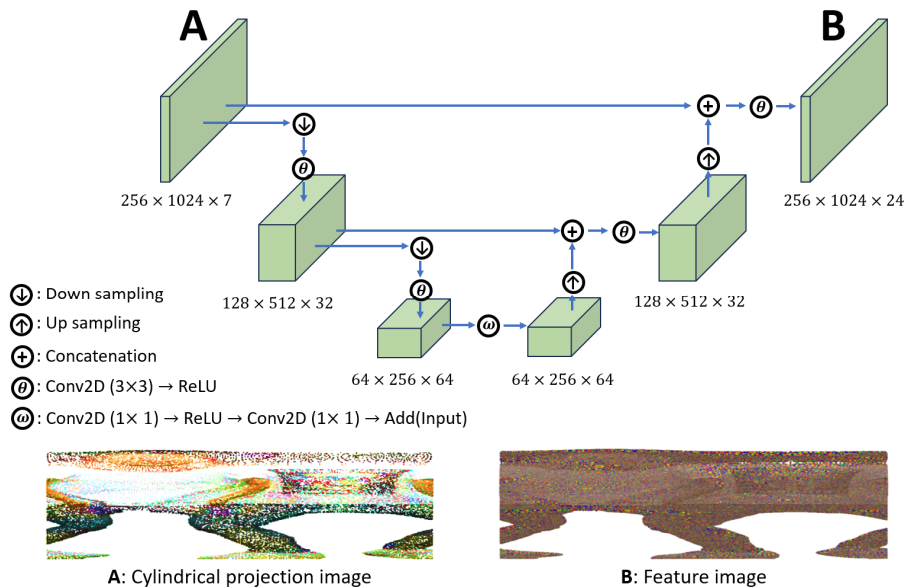 A
B
↓
+
θ
θ
↑
256 × 1024 × 7
256 × 1024 × 24
↓
+
θ
θ
↑
128 × 512 × 32
128 × 512 × 32
ω
64 × 256 × 64
64 × 256 × 64
↓ : Down sampling
↑ : Up sampling
+ : Concatenation
θ : Conv2D (3×3) → ReLU
ω : Conv2D (1× 1) → ReLU → Conv2D (1× 1) → Add(Input)
A: Cylindrical projection image
B: Feature image